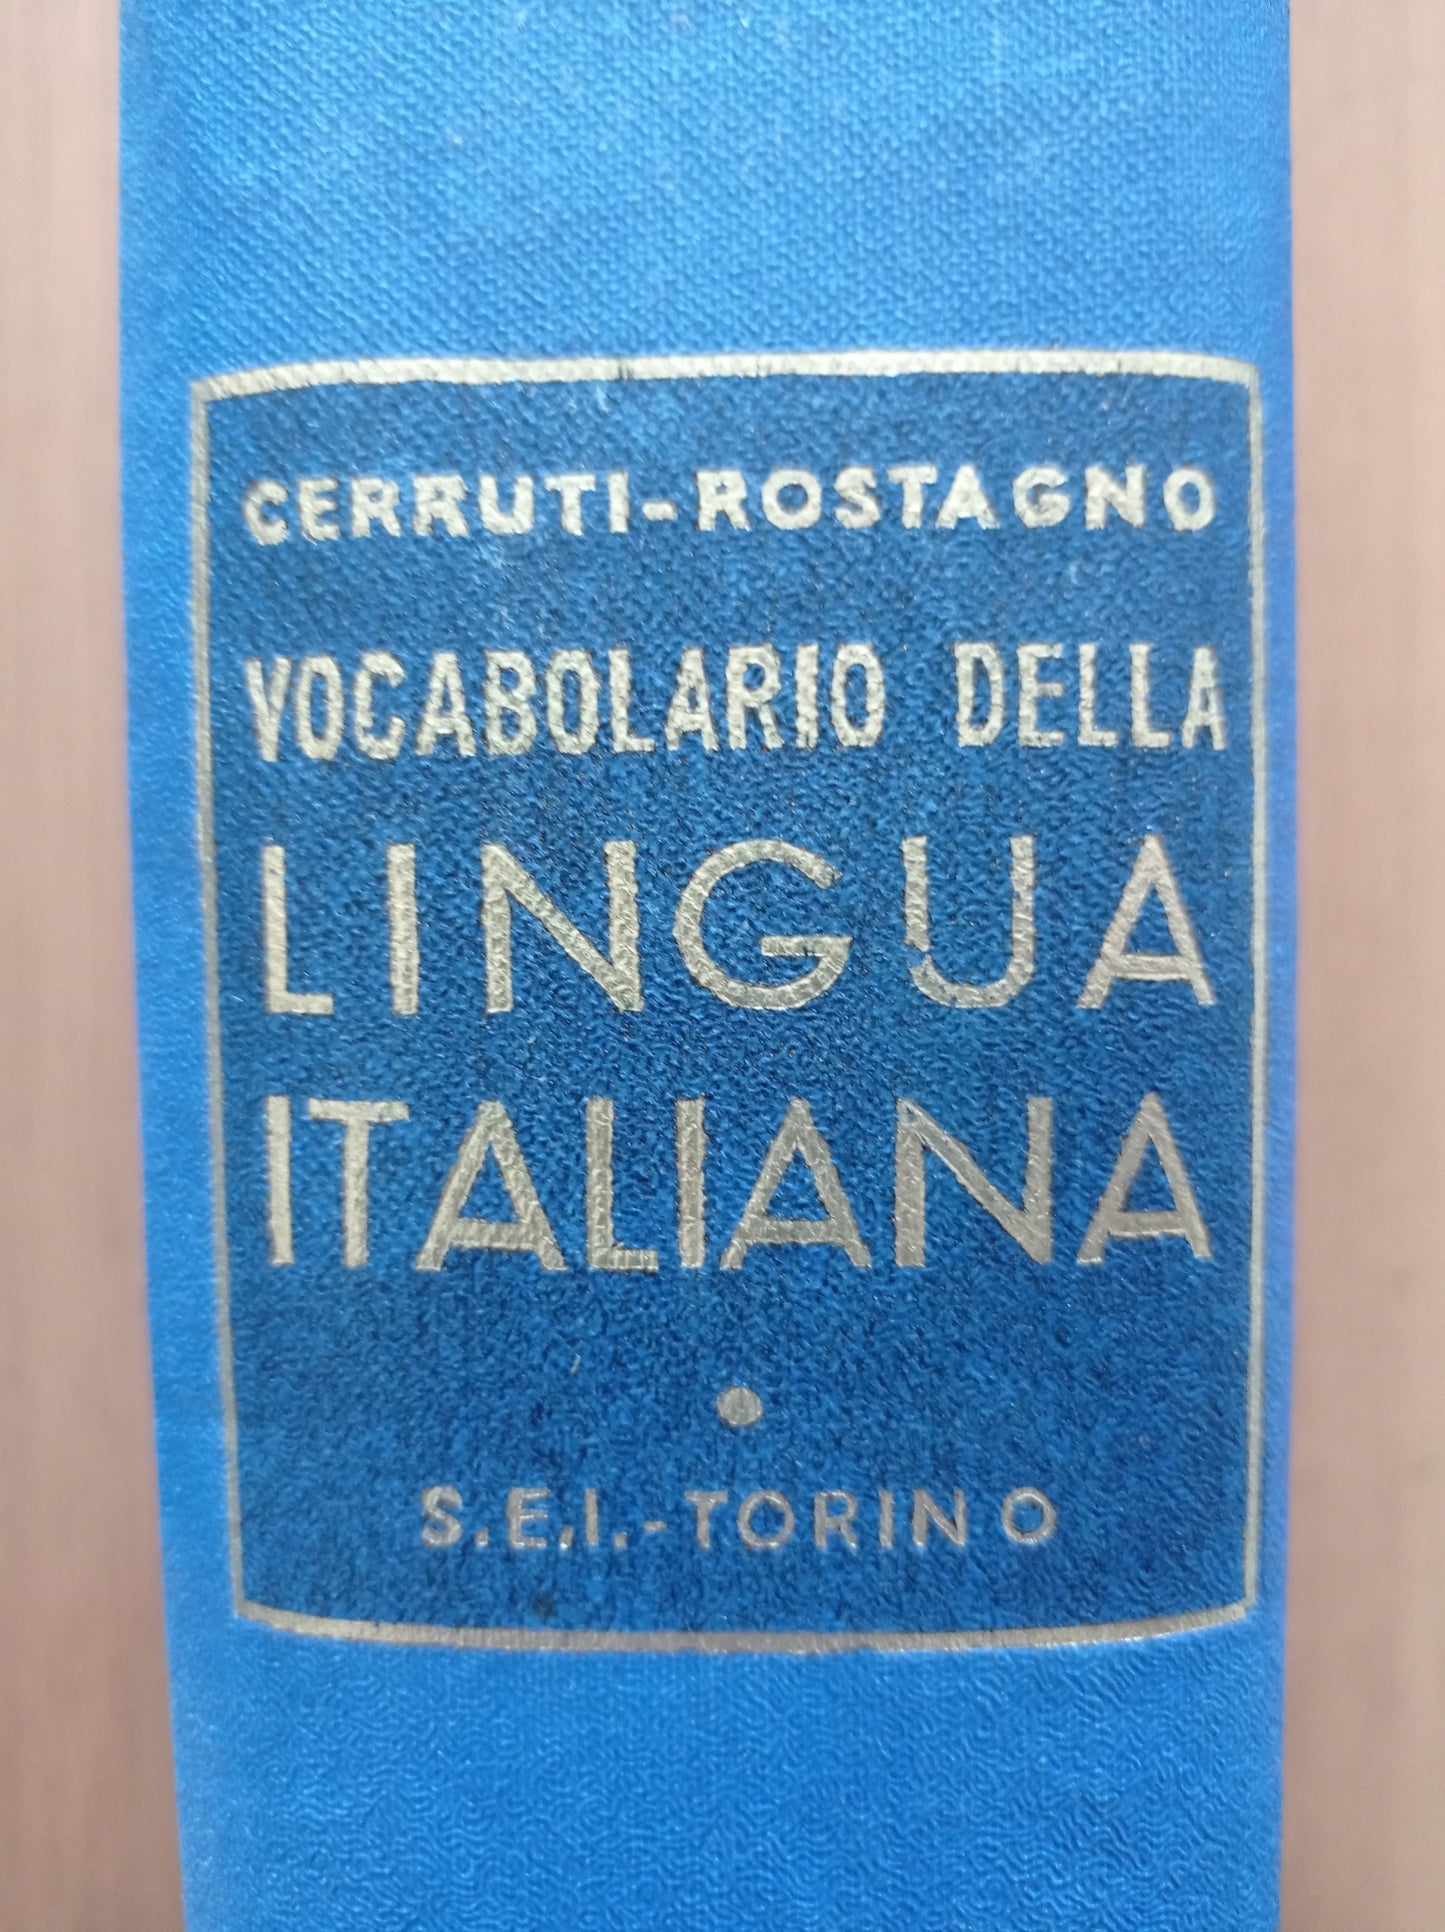 CERRUTI-ROSTAGNO
VOCABOLARIO DELLA
LINGUA
ITALIANA
S.E.I.-TORINO